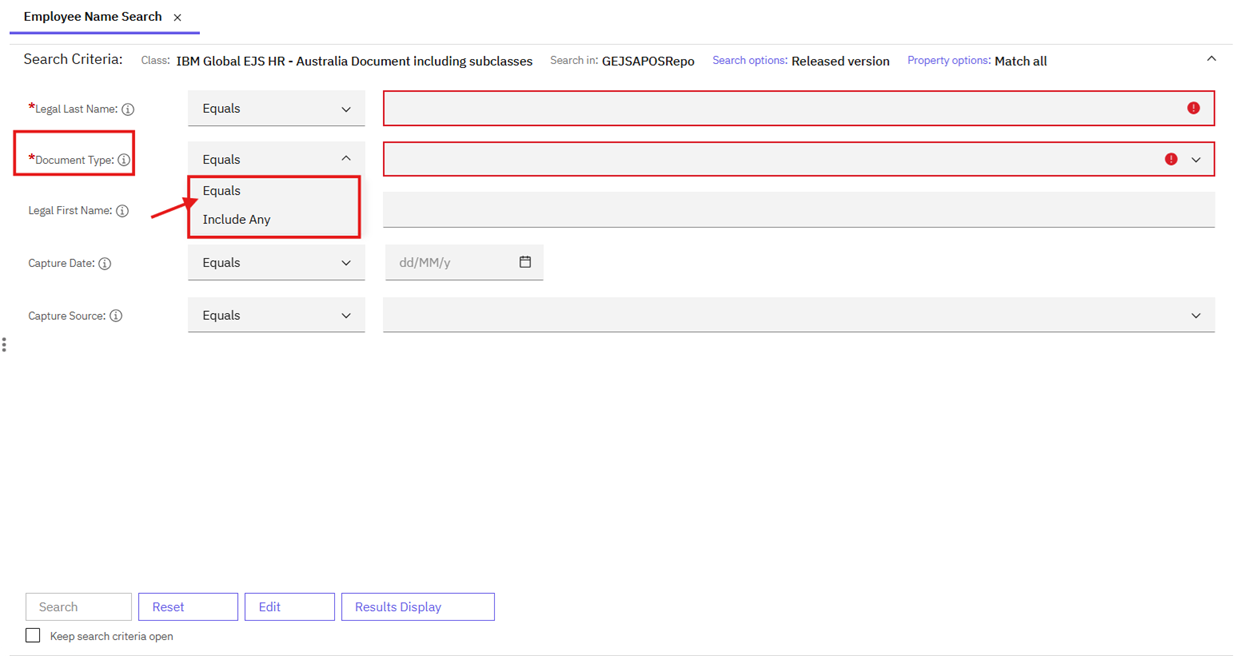 Employee Name Search
Search Criteria: Class: IBM Global EJS HR - Australia Document including subclasses Search in: GEJSAPOSRepo Search options: Released version Property options: Match all
*Legal Last Name: Equals
*Document Type: Equals
Equals
Include Any
Legal First Name:
Capture Date: Equals dd/MM/y
Capture Source: Equals
Search Reset Edit Results Display
Keep search criteria open